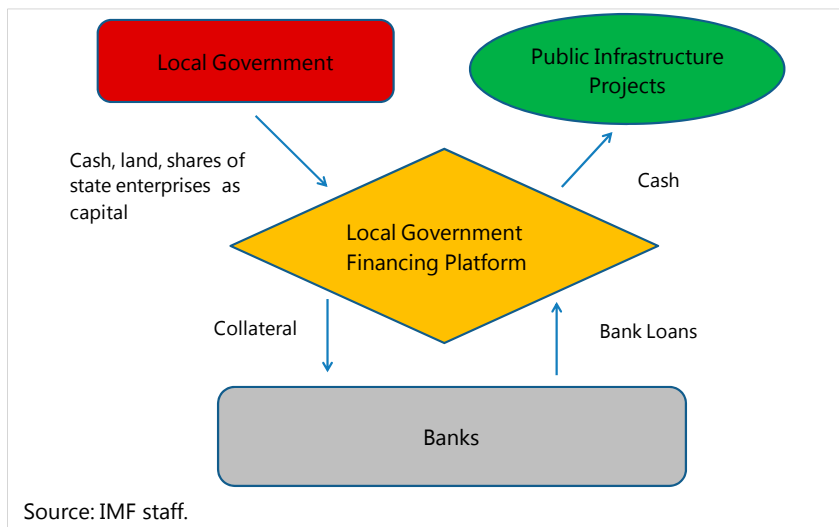 Local Government
Public Infrastructure
Projects
Cash, land, shares of
state enterprises as
capital
Cash
Local Government
Financing Platform
Collateral
Bank Loans
Banks
Source: IMF staff.